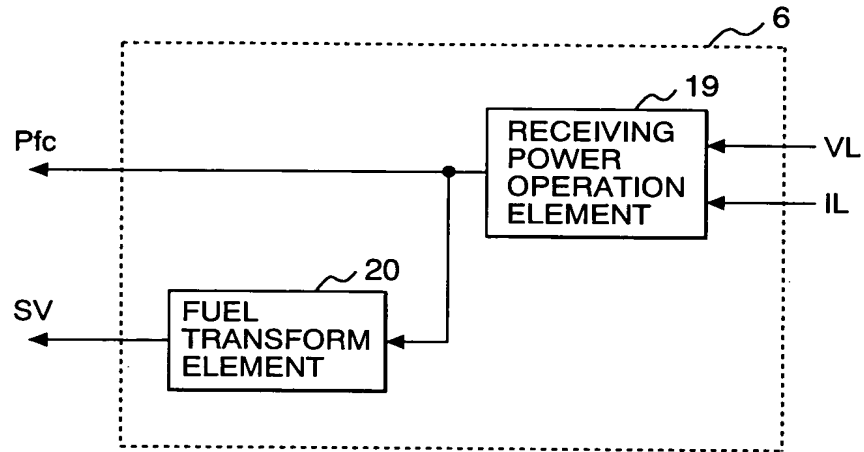 6
19
RECEIVING
POWER
OPERATION
ELEMENT
Pfc
VL
IL
20
SV
FUEL
TRANSFORM
ELEMENT